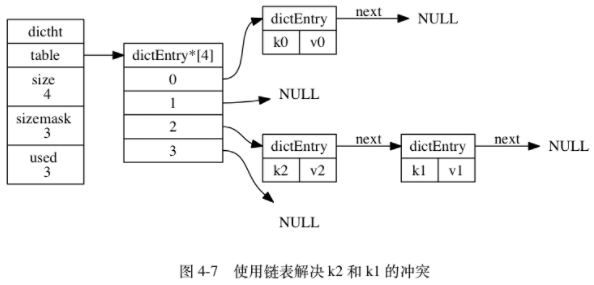 dictht
table
size
4
sizemask
3
used
3
dictEntry*[4]
0
1
2
3
dictEntry
k0 v0
next
NULL
NULL
dictEntry
k2 v2
next
dictEntry
k1 v1
next
NULL
NULL
图 4-7 使用链表解决 k2 和 k1 的冲突